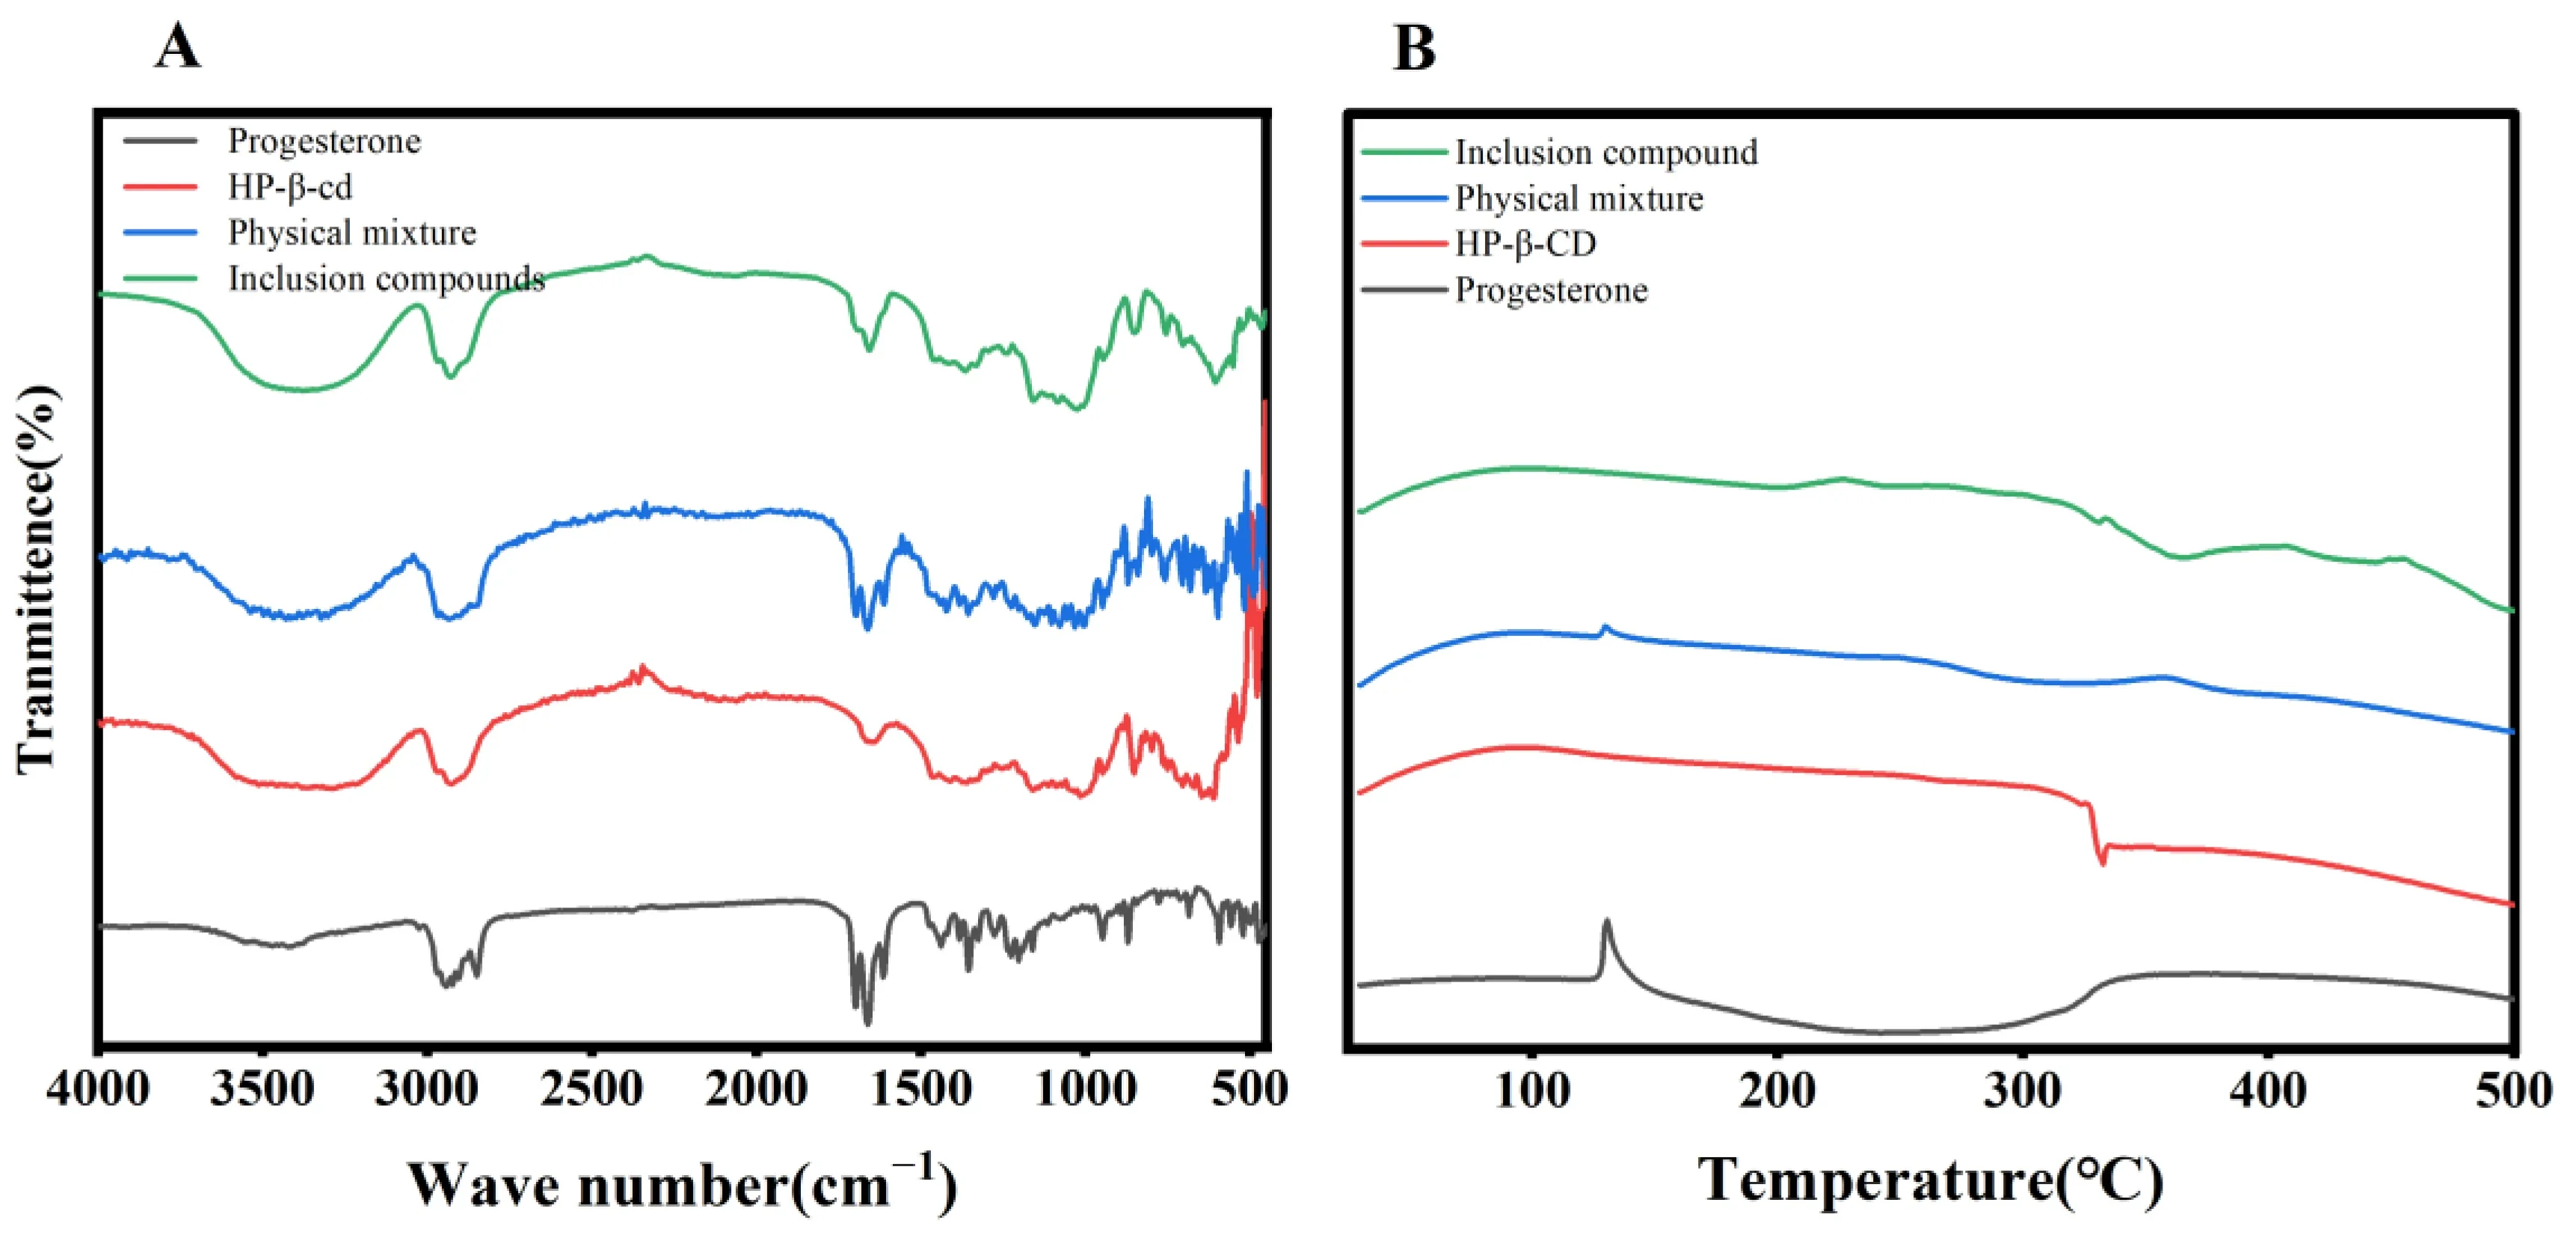 A
Progesterone
HP-β-cd
Physical mixture
Inclusion compounds
Tranmittence(%)
4000 3500 3000 2500 2000 1500 1000 500
Wave number(cm⁻¹)
B
Inclusion compound
Physical mixture
HP-β-CD
Progesterone
100 200 300 400 500
Temperature(°C)